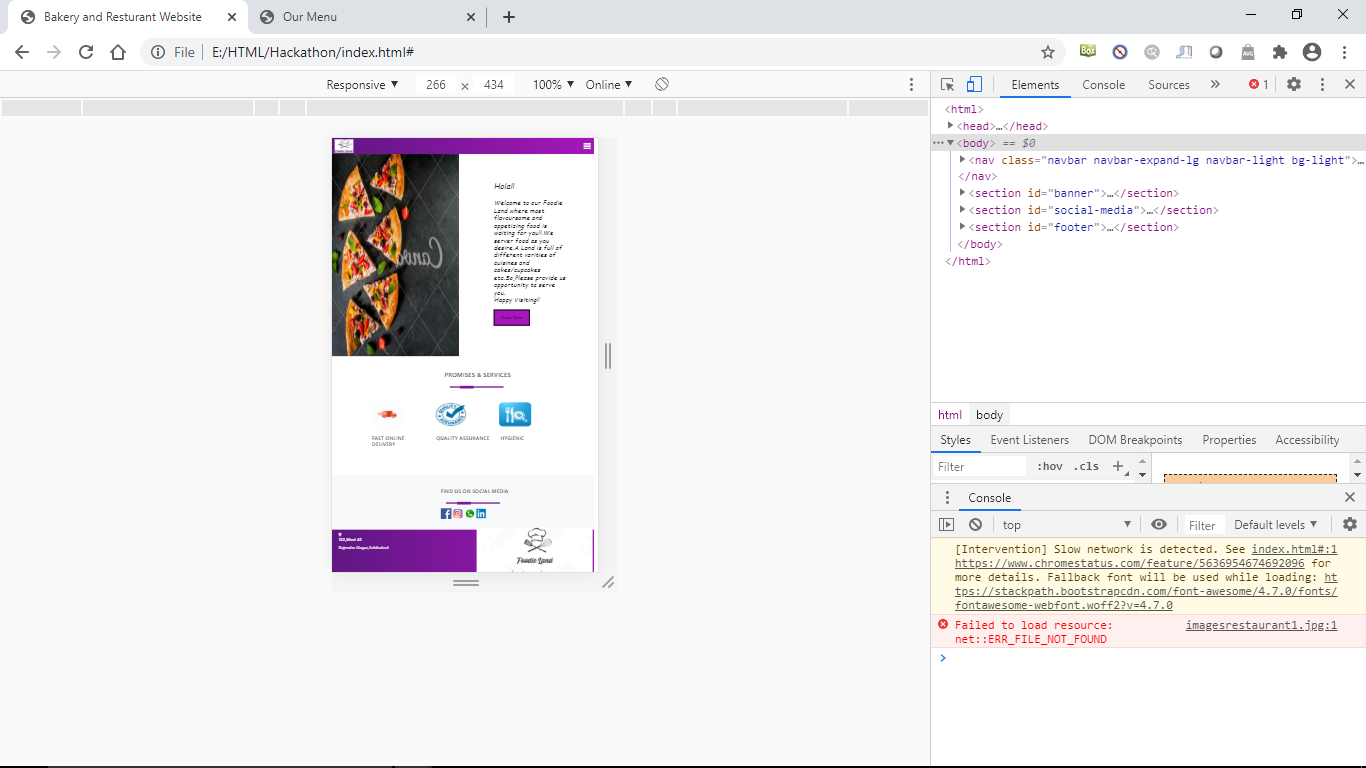 Bakery and Resturant Website
Our Menu
File
E:/HTML/Hackathon/index.html#
Box
AVG
Responsive ▼ 266 × 434 100% ▼ Online ▼
Elements Console Sources » 1
<html>
<head>…</head>
<body> == $0
<nav class="navbar navbar-expand-lg navbar-light bg-light">…
</nav>
<section id="banner">…</section>
<section id="social-media">…</section>
<section id="footer">…</section>
</body>
</html>
Hola!!
Welcome to our Foodie
Land where most
flavoursome and
appetizing food is
waiting for you!!.We
server food as you
desire.A Land is full of
different varities of
cuisines and
cakes/cupcakes
etc.So,Please provide us
opportunity to serve
you.
Happy Visiting!!
Canva
PROMISES & SERVICES
FAST ONLINE
DELIVERY
QUALITY ASSURANCE
HYGIENIC
FIND US ON SOCIAL MEDIA
Foodie Land
html body
Styles Event Listeners DOM Breakpoints Properties Accessibility
Filter :hov .cls +
Console
top ▼ Filter Default levels ▼
[Intervention] Slow network is detected. See index.html#:1
https://www.chromestatus.com/feature/5636954674692096 for
more details. Fallback font will be used while loading: ht
tps://stackpath.bootstrapcdn.com/font-awesome/4.7.0/fonts/
fontawesome-webfont.woff2?v=4.7.0
Failed to load resource: imagesrestaurant1.jpg:1
net::ERR_FILE_NOT_FOUND